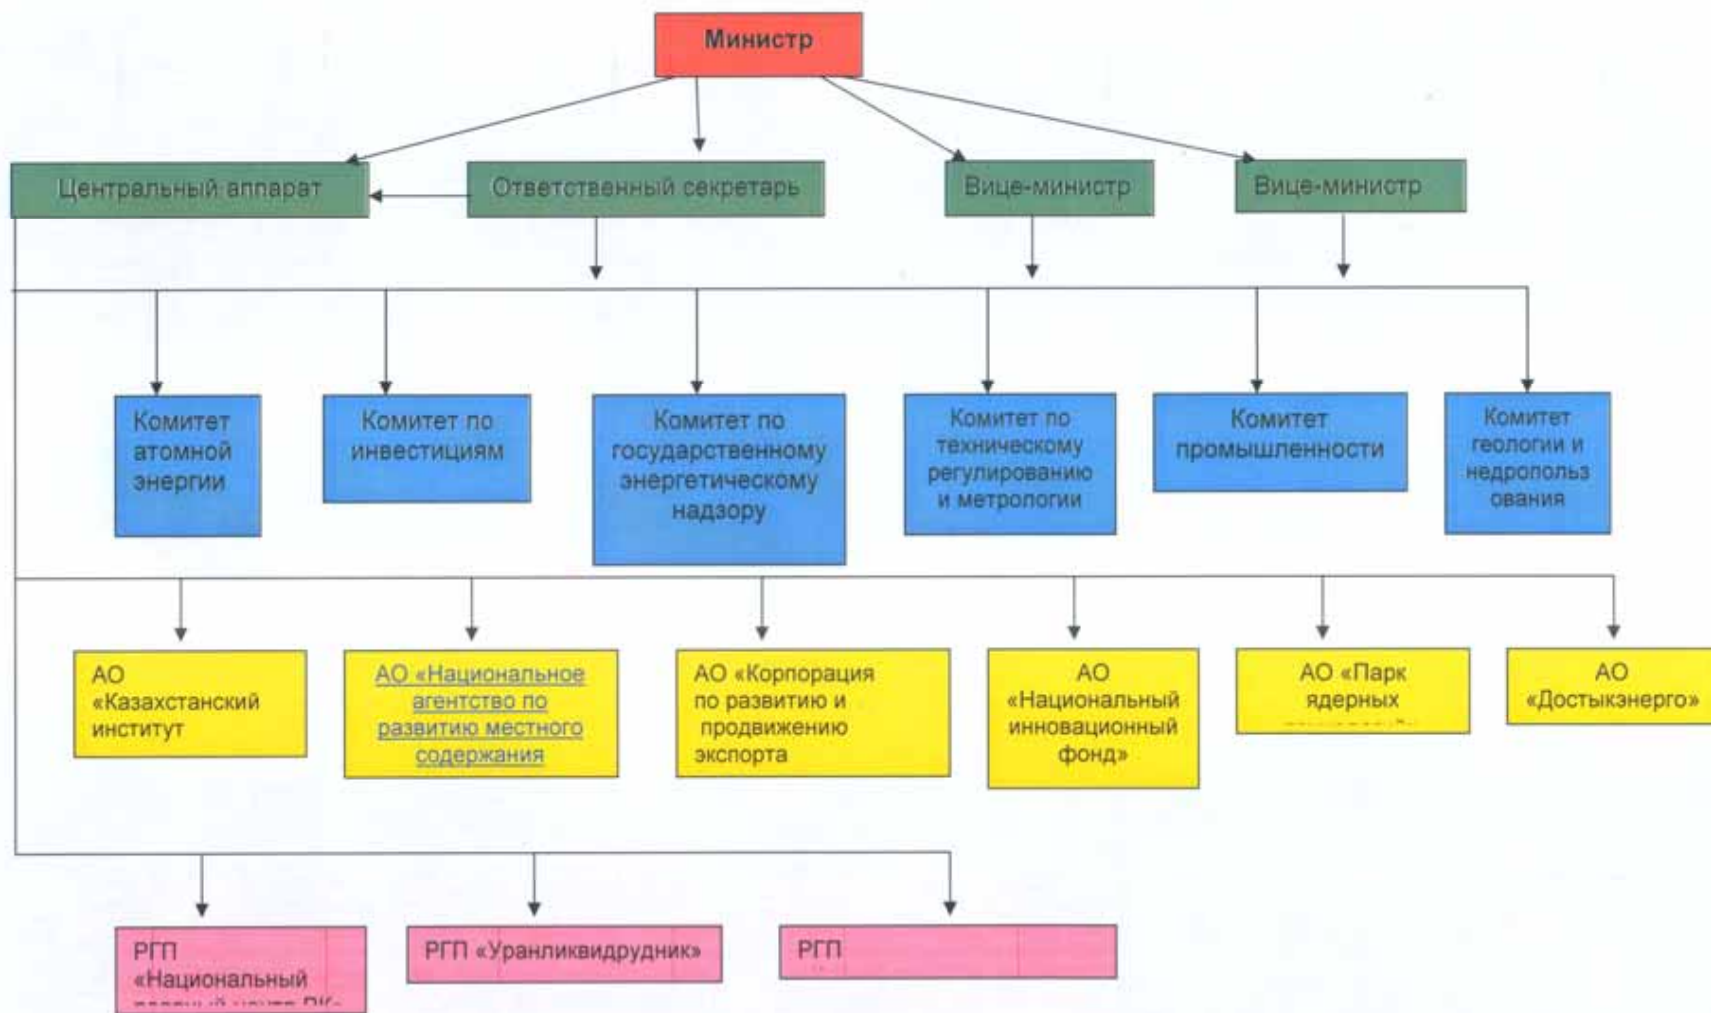 Министр
Центральный аппарат
Ответственный секретарь
Вице-министр
Вице-министр
Комитет
атомной
энергии
Комитет по
инвестициям
Комитет по
государственному
энергетическому
надзору
Комитет по
техническому
регулированию
и метрологии
Комитет
промышленности
Комитет
геологии и
недропольз
ования
АО
«Казахстанский
институт
АО «Национальное
агентство по
развитию местного
содержания
АО «Корпорация
по развитию и
продвижению
экспорта
АО
«Национальный
инновационный
фонд»
АО «Парк
ядерных
АО
«Достыкэнерго»
РГП
«Национальный
РГП «Уранликвидрудник»
РГП